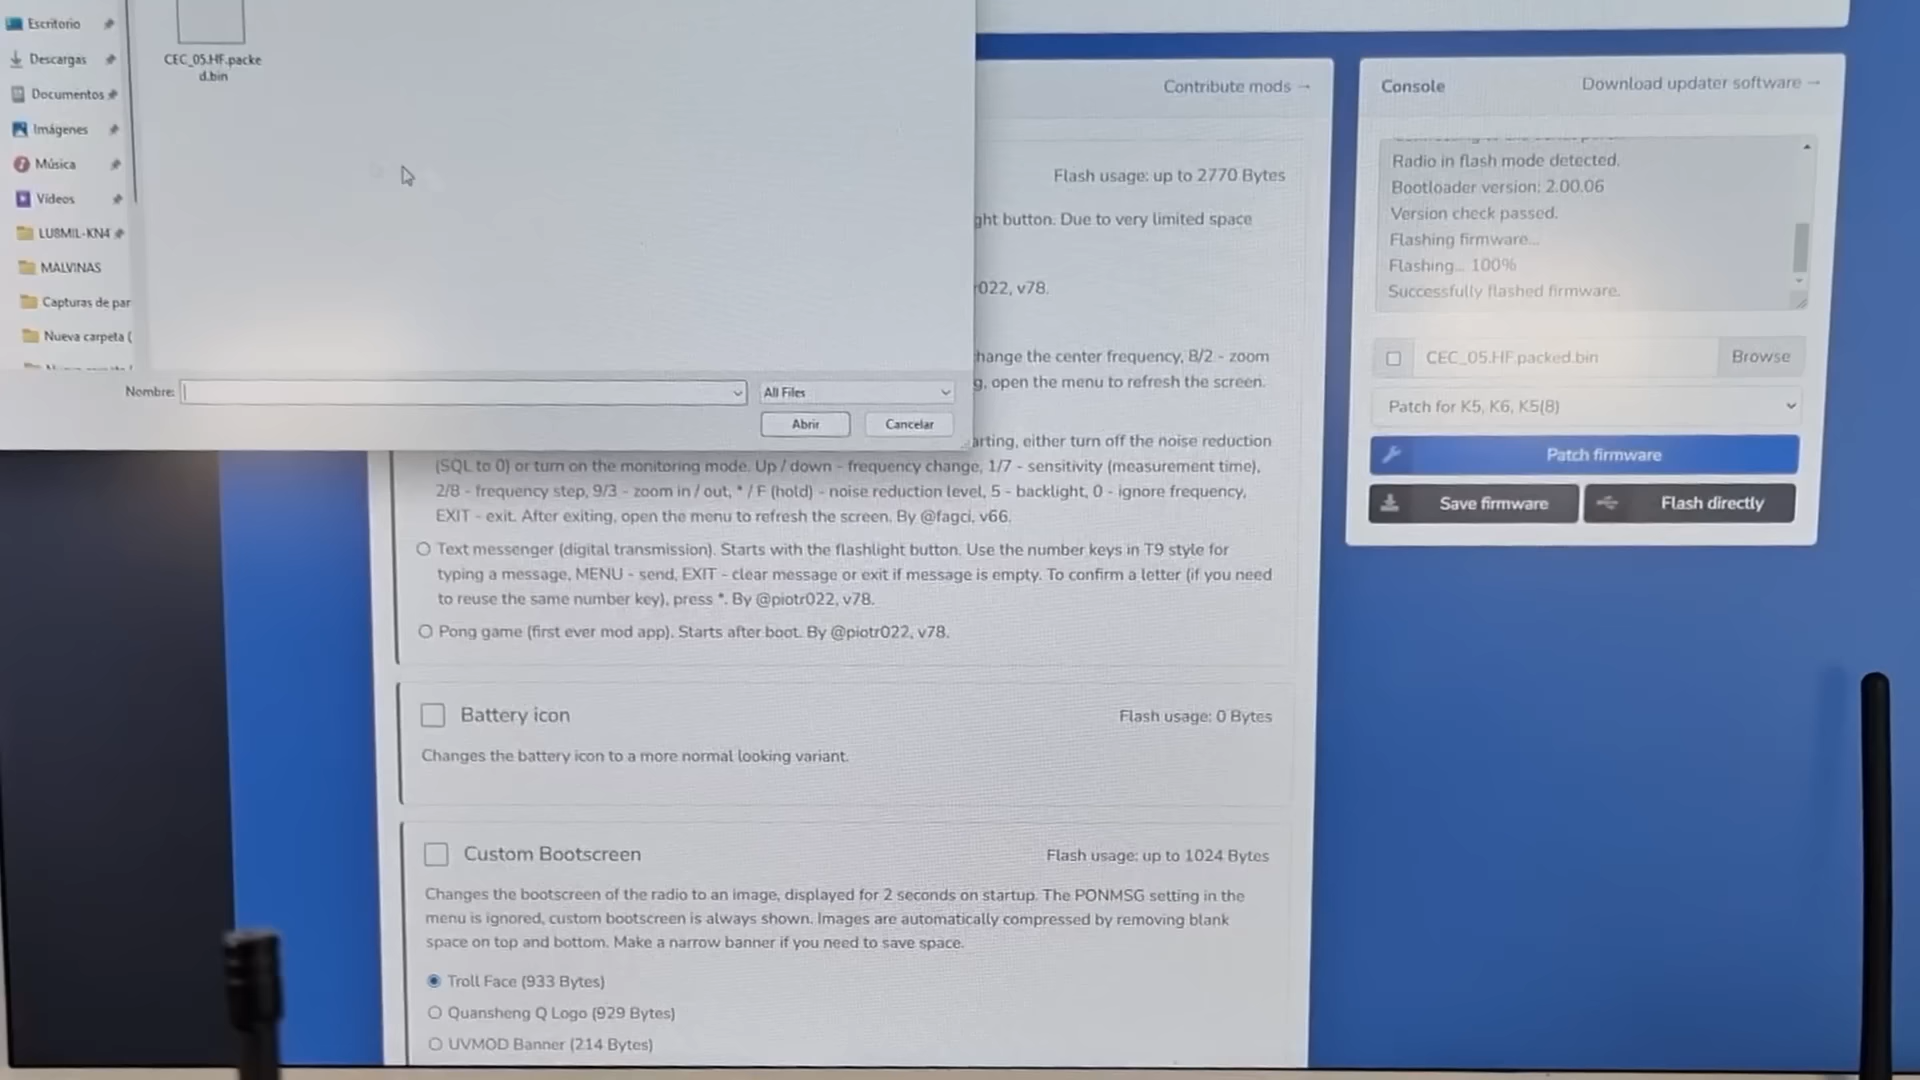 Escritorio
Descargas
Documentos
Imágenes
Música
Vídeos
LU8MIL-KN4
MALVINAS
Capturas de par
Nueva carpeta (
CEC_05.HF.packe
d.bin
Nombre:
All Files
Abrir
Cancelar
Contribute mods →
Flash usage: up to 2770 Bytes
ght button. Due to very limited space
022, v78.
hange the center frequency, 8/2 - zoom
g, open the menu to refresh the screen.
arting, either turn off the noise reduction
(SQL to 0) or turn on the monitoring mode. Up / down - frequency change, 1/7 - sensitivity (measurement time),
2/8 - frequency step, 9/3 - zoom in / out, * / F (hold) - noise reduction level, 5 - backlight, 0 - ignore frequency,
EXIT - exit. After exiting, open the menu to refresh the screen. By @fagci, v66.
Text messenger (digital transmission). Starts with the flashlight button. Use the number keys in T9 style for
typing a message, MENU - send, EXIT - clear message or exit if message is empty. To confirm a letter (if you need
to reuse the same number key), press *. By @piotr022, v78.
Pong game (first ever mod app). Starts after boot. By @piotr022, v78.
Battery icon
Flash usage: 0 Bytes
Changes the battery icon to a more normal looking variant.
Custom Bootscreen
Flash usage: up to 1024 Bytes
Changes the bootscreen of the radio to an image, displayed for 2 seconds on startup. The PONMSG setting in the
menu is ignored, custom bootscreen is always shown. Images are automatically compressed by removing blank
space on top and bottom. Make a narrow banner if you need to save space.
Troll Face (933 Bytes)
Quansheng Q Logo (929 Bytes)
UVMOD Banner (214 Bytes)
Console
Download updater software →
Radio in flash mode detected.
Bootloader version: 2.00.06
Version check passed.
Flashing firmware...
Flashing... 100%
Successfully flashed firmware.
CEC_05.HF.packed.bin
Browse
Patch for K5, K6, K5(8)
Patch firmware
Save firmware
Flash directly